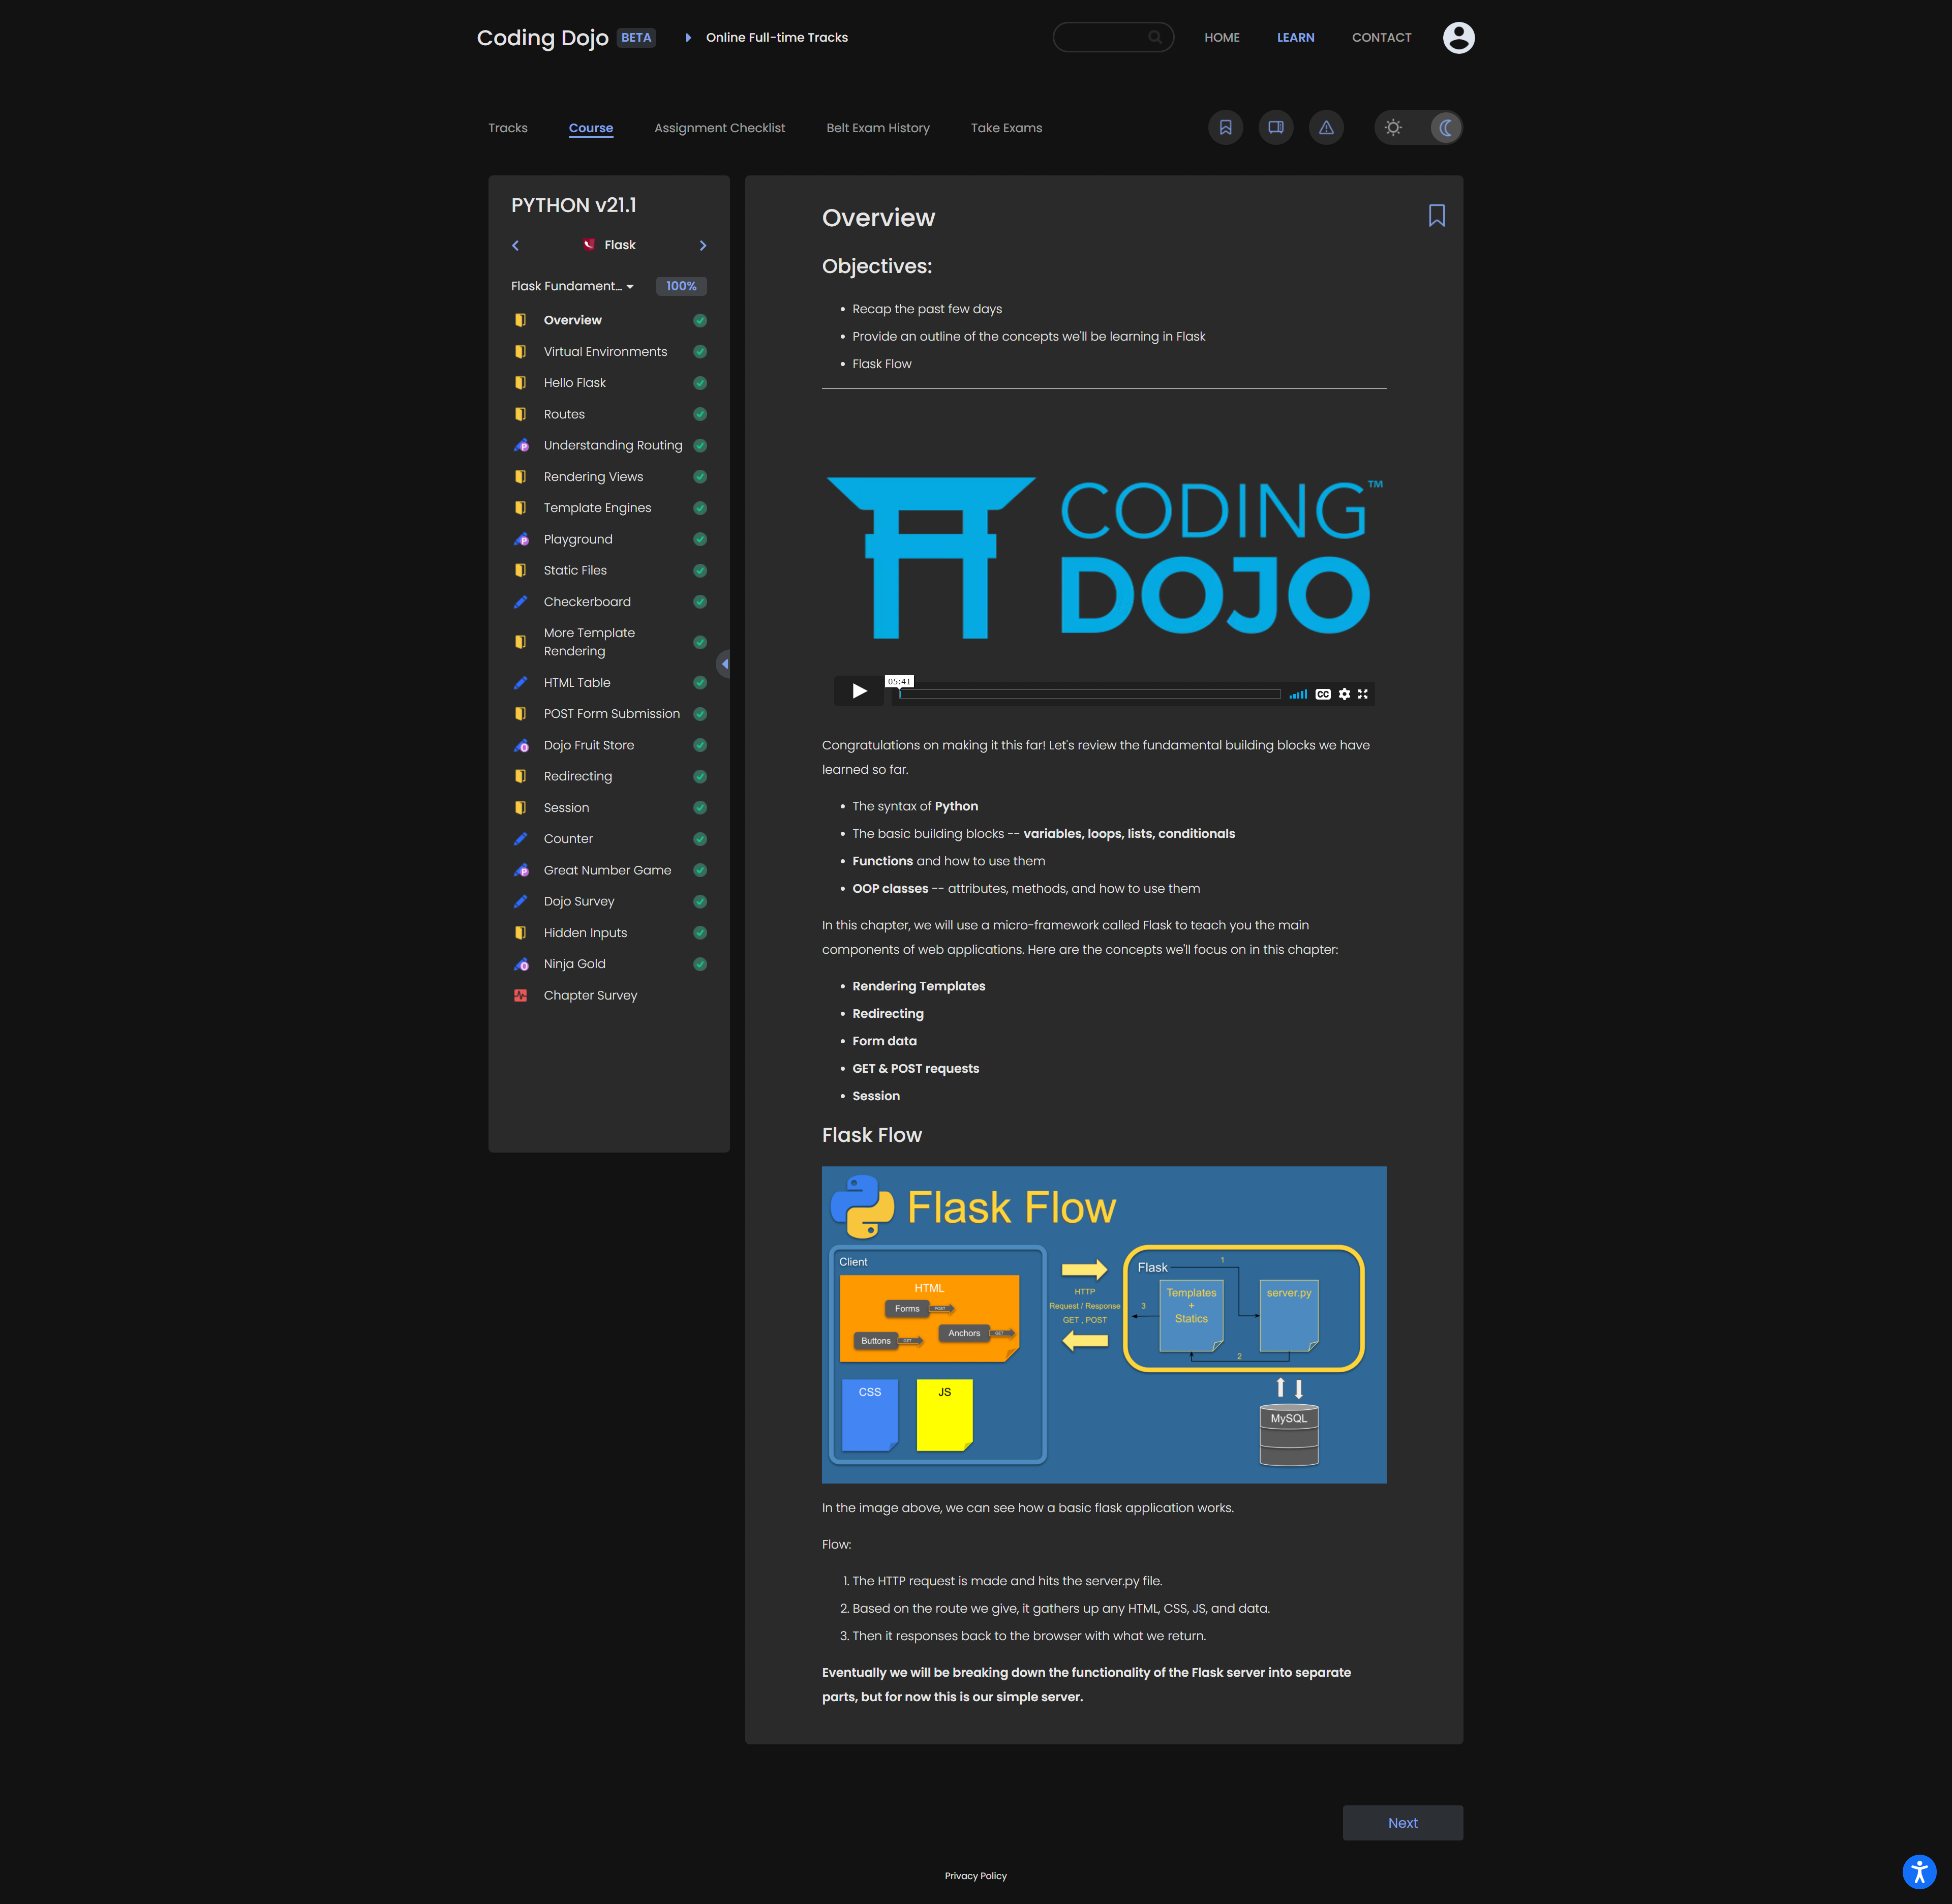 Coding Dojo BETA Online Full-time Tracks HOME LEARN CONTACT
Tracks Course Assignment Checklist Belt Exam History Take Exams
PYTHON v21.1
Flask
Flask Fundament... 100%
Overview
Virtual Environments
Hello Flask
Routes
Understanding Routing
Rendering Views
Template Engines
Playground
Static Files
Checkerboard
More Template
Rendering
HTML Table
POST Form Submission
Dojo Fruit Store
Redirecting
Session
Counter
Great Number Game
Dojo Survey
Hidden Inputs
Ninja Gold
Chapter Survey
Overview
Objectives:
• Recap the past few days
• Provide an outline of the concepts we'll be learning in Flask
• Flask Flow
CODING™
DOJO
05:41
CC
Congratulations on making it this far! Let's review the fundamental building blocks we have
learned so far.
• The syntax of Python
• The basic building blocks -- variables, loops, lists, conditionals
• Functions and how to use them
• OOP classes -- attributes, methods, and how to use them
In this chapter, we will use a micro-framework called Flask to teach you the main
components of web applications. Here are the concepts we'll focus on in this chapter:
• Rendering Templates
• Redirecting
• Form data
• GET & POST requests
• Session
Flask Flow
Flask Flow
Client
HTML
Forms POST
Buttons GET
Anchors GET
CSS
JS
HTTP
Request / Response
GET , POST
Flask
1
Templates
+
Statics
server.py
3
2
MySQL
In the image above, we can see how a basic flask application works.
Flow:
1. The HTTP request is made and hits the server.py file.
2. Based on the route we give, it gathers up any HTML, CSS, JS, and data.
3. Then it responses back to the browser with what we return.
Eventually we will be breaking down the functionality of the Flask server into separate
parts, but for now this is our simple server.
Next
Privacy Policy